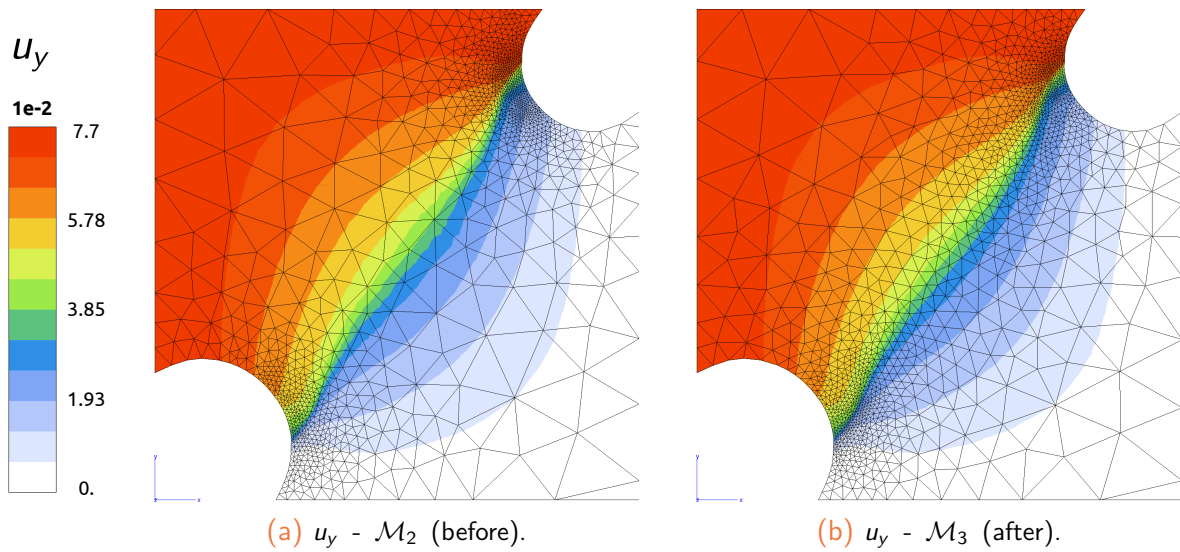 u_y
1e-2
7.7
5.78
3.85
1.93
0.
y
z x
y
z x
(a) u_y - ℳ₂ (before).
(b) u_y - ℳ₃ (after).